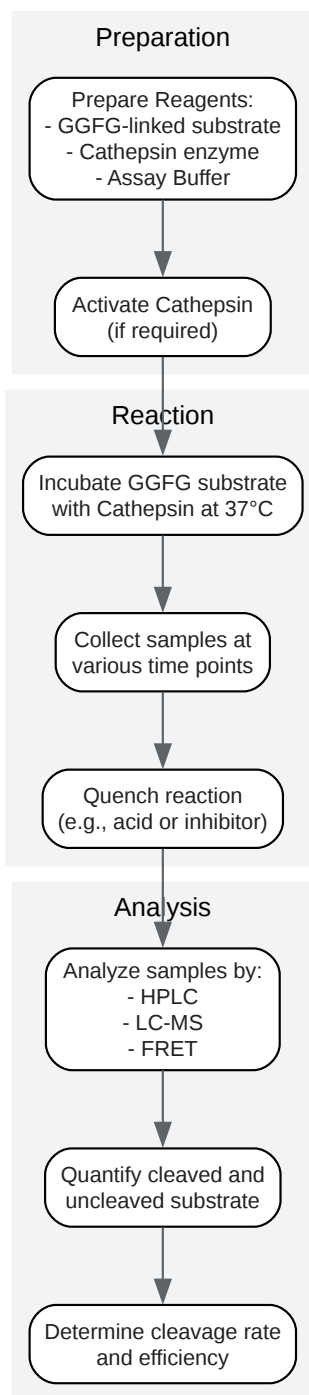 Preparation
Prepare Reagents:
- GGFG-linked substrate
- Cathepsin enzyme
- Assay Buffer
Activate Cathepsin
(if required)
Reaction
Incubate GGFG substrate
with Cathepsin at 37°C
Collect samples at
various time points
Quench reaction
(e.g., acid or inhibitor)
Analysis
Analyze samples by:
- HPLC
- LC-MS
- FRET
Quantify cleaved and
uncleaved substrate
Determine cleavage rate
and efficiency